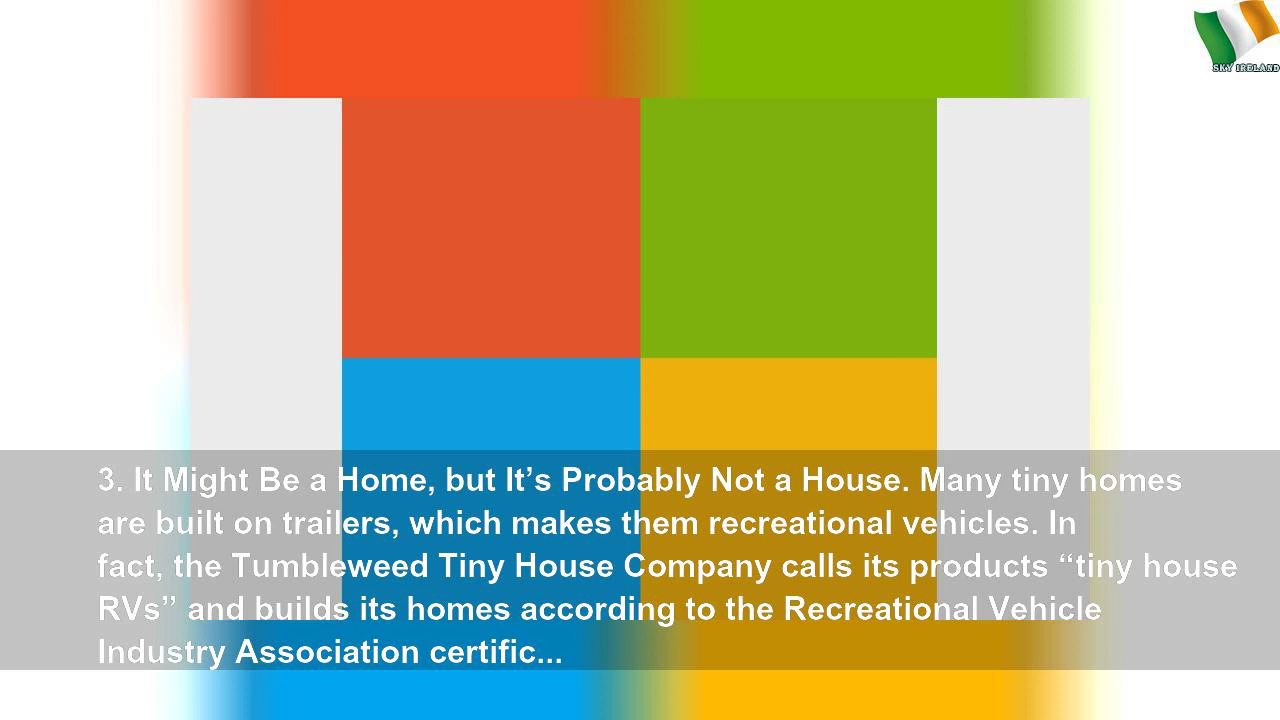 SKY IRELAND
3. It Might Be a Home, but It’s Probably Not a House. Many tiny homes
are built on trailers, which makes them recreational vehicles. In
fact, the Tumbleweed Tiny House Company calls its products “tiny house
RVs” and builds its homes according to the Recreational Vehicle
Industry Association certific...